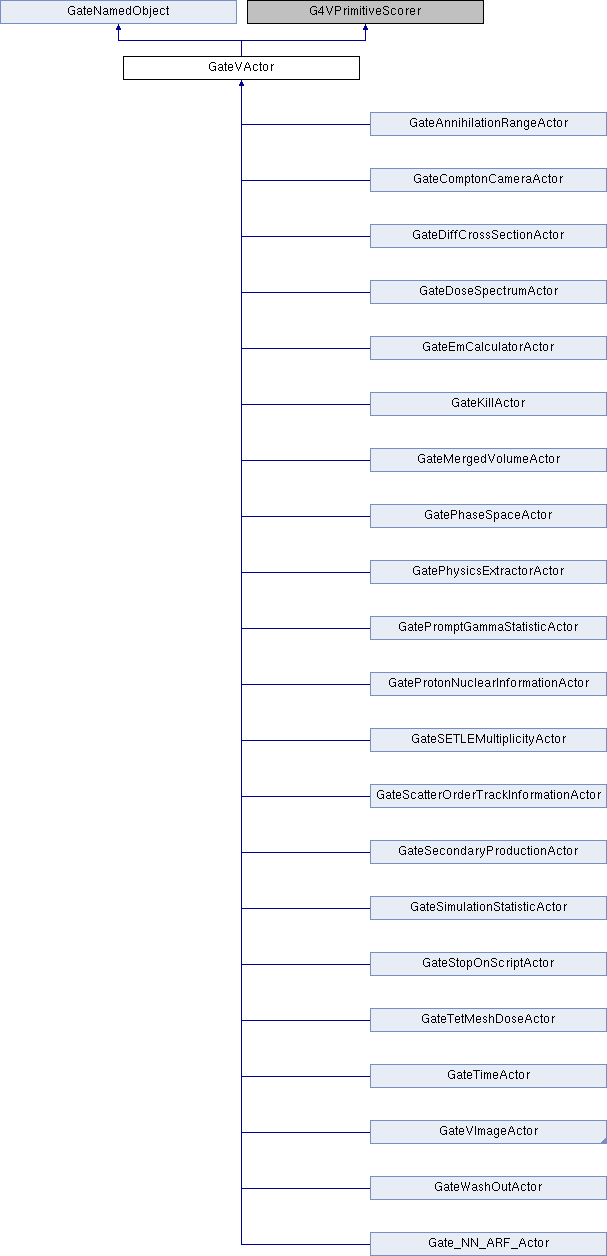 GateNamedObject
G4VPrimitiveScorer
GateVActor
GateAnnihilationRangeActor
GateComptonCameraActor
GateDiffCrossSectionActor
GateDoseSpectrumActor
GateEmCalculatorActor
GateKillActor
GateMergedVolumeActor
GatePhaseSpaceActor
GatePhysicsExtractorActor
GatePromptGammaStatisticActor
GateProtonNuclearInformationActor
GateSETLEMultiplicityActor
GateScatterOrderTrackInformationActor
GateSecondaryProductionActor
GateSimulationStatisticActor
GateStopOnScriptActor
GateTetMeshDoseActor
GateTimeActor
GateVImageActor
GateWashOutActor
Gate_NN_ARF_Actor